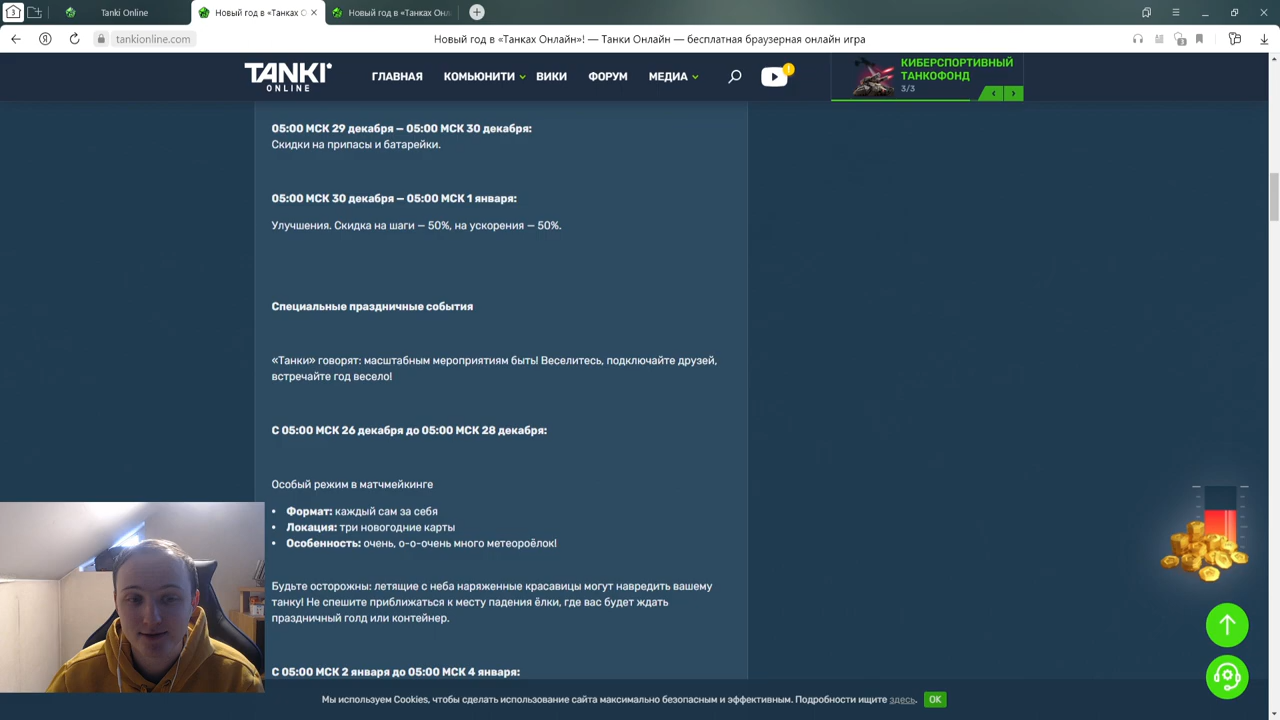 3
Tanki Online
Новый год в «Танках О
Новый год в «Танках Онл
tankionline.com
Новый год в «Танках Онлайн»! — Танки Онлайн — бесплатная браузерная онлайн игра
3
TANKI
ONLINE
ГЛАВНАЯ
КОМЬЮНИТИ
ВИКИ
ФОРУМ
МЕДИА
!
КИБЕРСПОРТИВНЫЙ
ТАНКОФОНД
3/3
05:00 МСК 29 декабря — 05:00 МСК 30 декабря:
Скидки на припасы и батарейки.
05:00 МСК 30 декабря — 05:00 МСК 1 января:
Улучшения. Скидка на шаги — 50%, на ускорения — 50%.
Специальные праздничные события
«Танки» говорят: масштабным мероприятиям быть! Веселитесь, подключайте друзей,
встречайте год весело!
С 05:00 МСК 26 декабря до 05:00 МСК 28 декабря:
Особый режим в матчмейкинге
• Формат: каждый сам за себя
• Локация: три новогодние карты
• Особенность: очень, о-о-очень много метеороёлок!
Будьте осторожны: летящие с неба наряженные красавицы могут навредить вашему
танку! Не спешите приближаться к месту падения ёлки, где вас будет ждать
праздничный голд или контейнер.
С 05:00 МСК 2 января до 05:00 МСК 4 января:
Мы используем Cookies, чтобы сделать использование сайта максимально безопасным и эффективным. Подробности ищите здесь.
OK